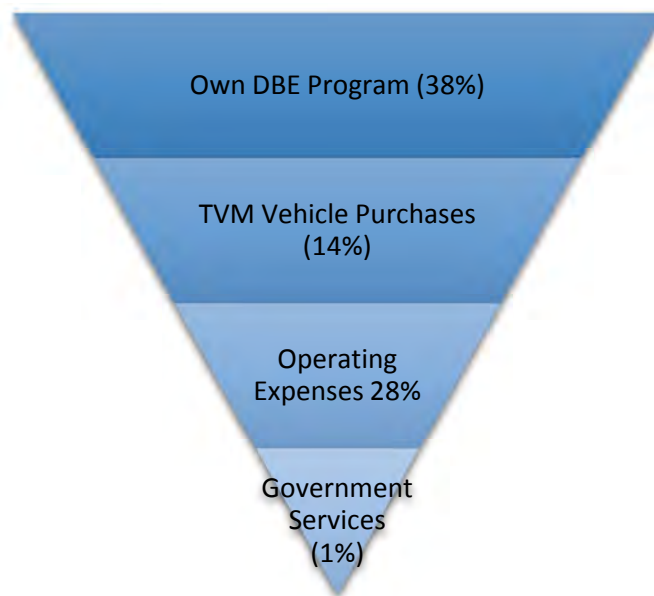 Own DBE Program (38%)
TVM Vehicle Purchases
(14%)
Operating
Expenses 28%
Government
Services
(1%)